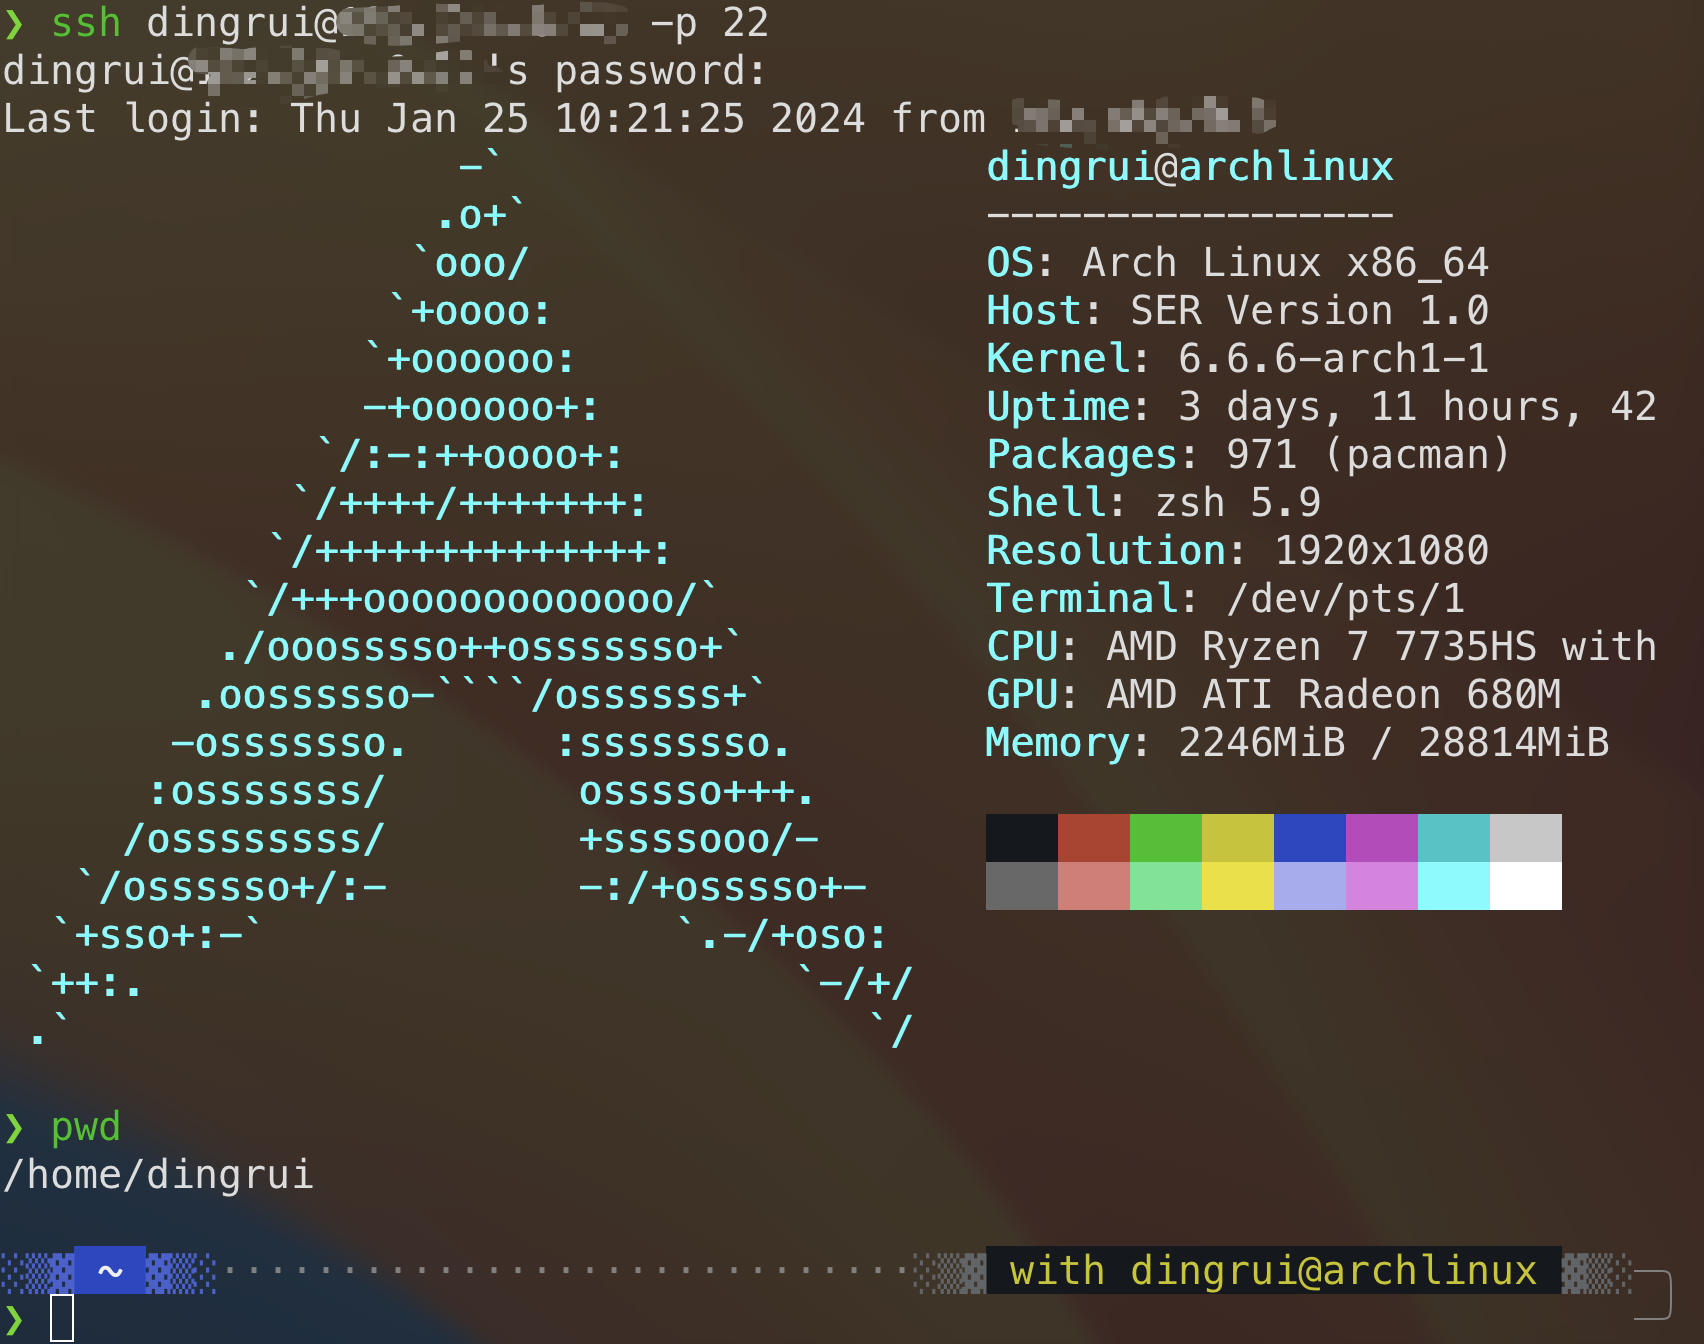 ❯ ssh dingrui@ -p 22
dingrui@ 's password:
Last login: Thu Jan 25 10:21:25 2024 from
                   -`                    dingrui@archlinux
                  .o+`                   -----------------
                 `ooo/                   OS: Arch Linux x86_64
                `+oooo:                  Host: SER Version 1.0
               `+oooooo:                 Kernel: 6.6.6-arch1-1
               -+oooooo+:                Uptime: 3 days, 11 hours, 42
             `/:-:++oooo+:               Packages: 971 (pacman)
            `/++++/+++++++:              Shell: zsh 5.9
           `/++++++++++++++:             Resolution: 1920x1080
          `/+++ooooooooooooo/`           Terminal: /dev/pts/1
         ./ooosssso++osssssso+`          CPU: AMD Ryzen 7 7735HS with
        .oossssso-````/ossssss+`         GPU: AMD ATI Radeon 680M
       -osssssso.      :ssssssso.        Memory: 2246MiB / 28814MiB
      :osssssss/        osssso+++.
     /ossssssss/        +ssssooo/-
   `/ossssso+/:-        -:/+osssso+-
  `+sso+:-`                 `.-/+oso:
 `++:.                           `-/+/
 .`                                 `/
❯ pwd
/home/dingrui
~ with dingrui@archlinux
❯